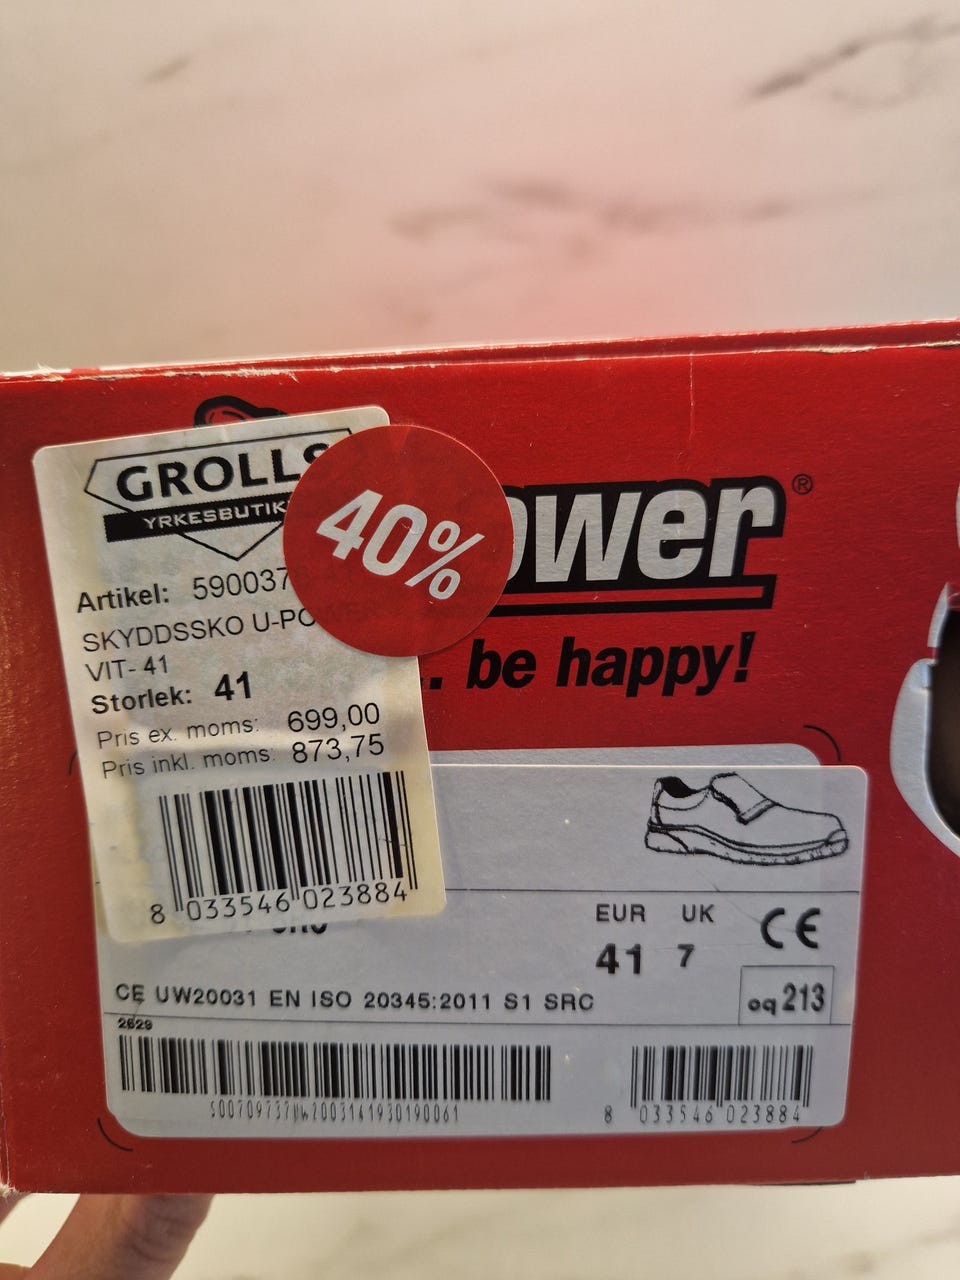 GROLLS
YRKESBUTIK
40%
ower®
.. be happy!
Artikel: 590037
SKYDDSSKO U-PO
VIT- 41
Storlek: 41
Pris ex. moms: 699,00
Pris inkl. moms: 873,75
8 033546 023884
EUR UK
41 7
CE
CE UW20031 EN ISO 20345:2011 S1 SRC
oq 213
2629
S00709737UW2003141930190061
8 033546 023884